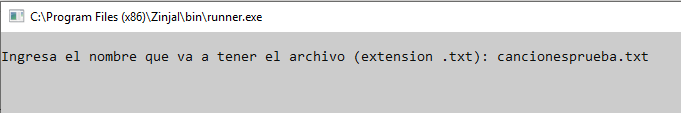 C:\Program Files (x86)\Zinjal\bin\runner.exe
Ingresa el nombre que va a tener el archivo (extension .txt): cancionesprueba.txt